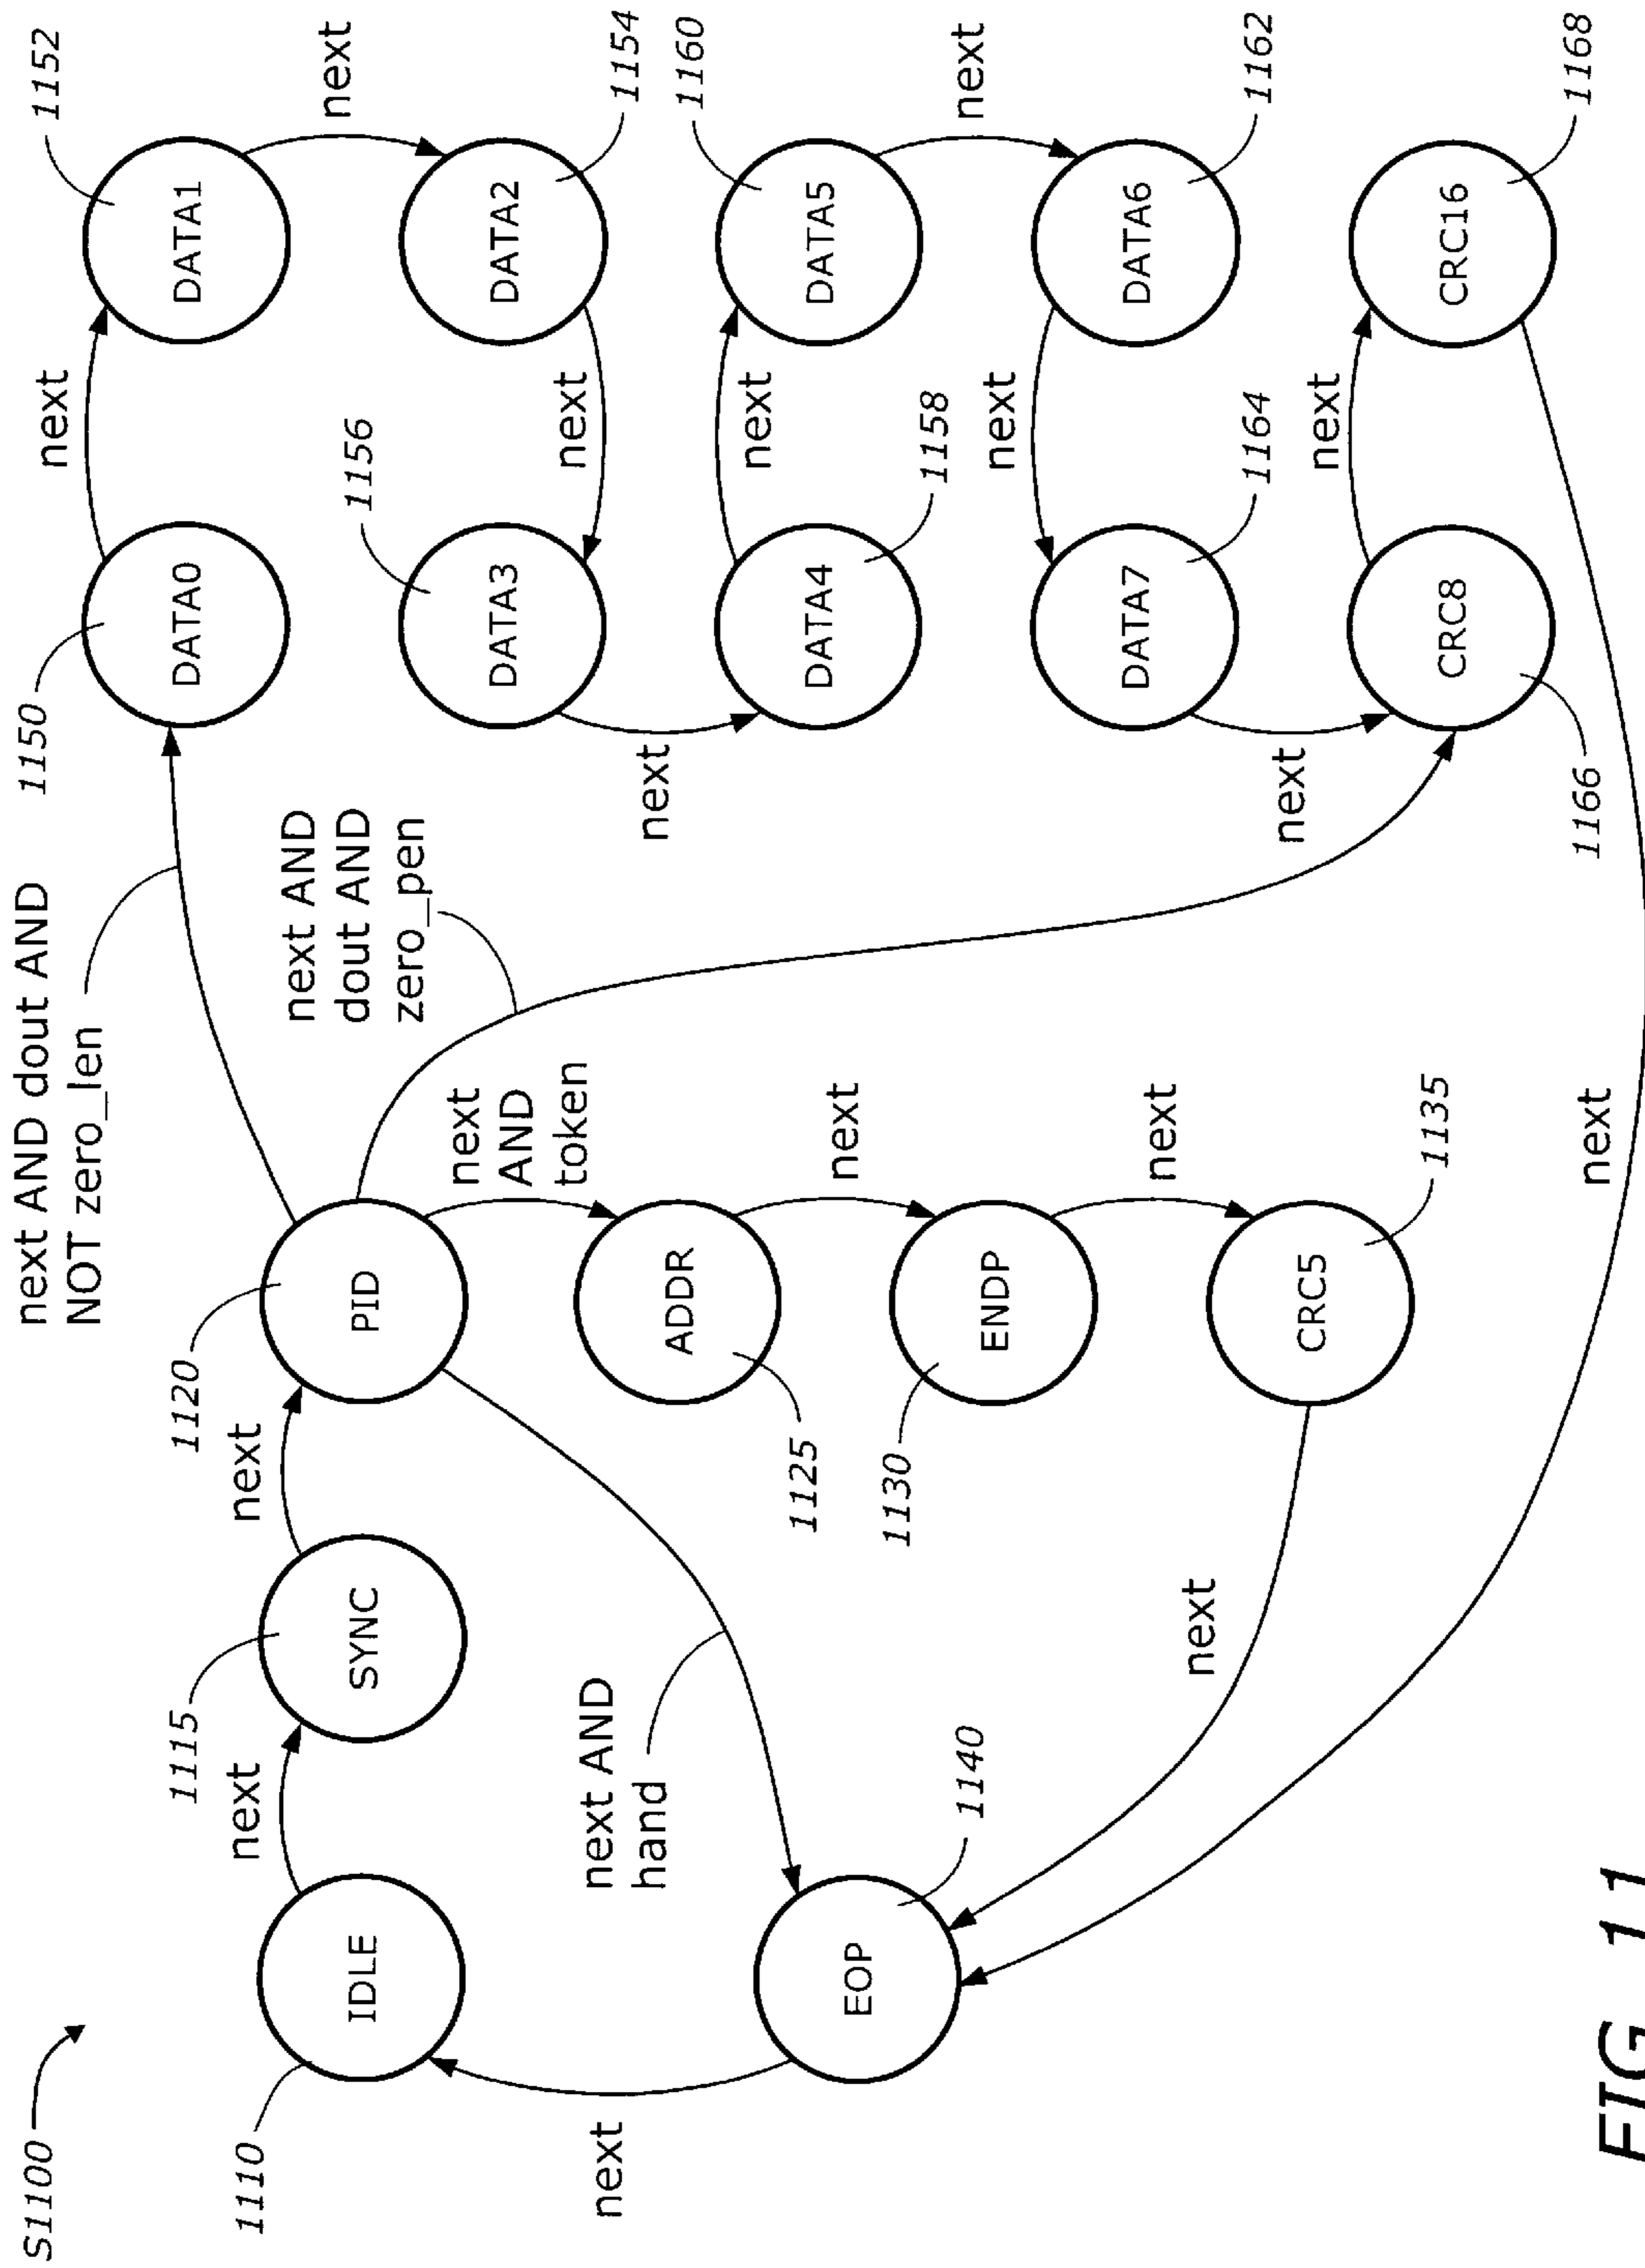 S1100
next AND dout AND
NOT zero_len
1150
next
1152
1110
IDLE
next
1115
SYNC
next
1120
PID
DATA0
DATA1
next
next AND
dout AND
zero_pen
1156
next
1154
next
next AND
hand
next
AND
token
DATA3
DATA2
next
1160
1125
ADDR
next
DATA4
next
1158
DATA5
next
EOP
1140
1130
ENDP
next
DATA7
next
1164
DATA6
1162
next
CRC5
1135
next
next
CRC8
CRC16
1166
1168
next
FIG. 11